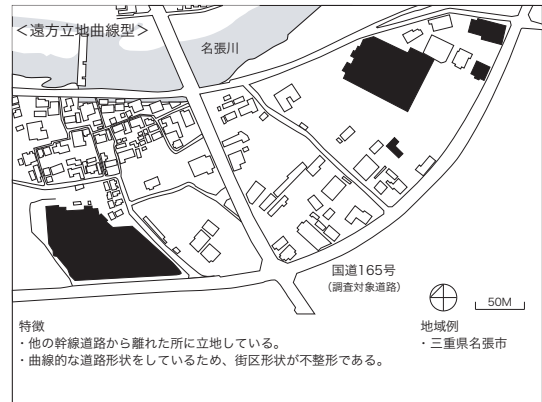 <遠方立地曲線型>
名張川
国道165号
(調査対象道路)
50M
特徴
・他の幹線道路から離れた所に立地している。
・曲線的な道路形状をしているため、街区形状が不整形である。
地域例
・三重県名張市